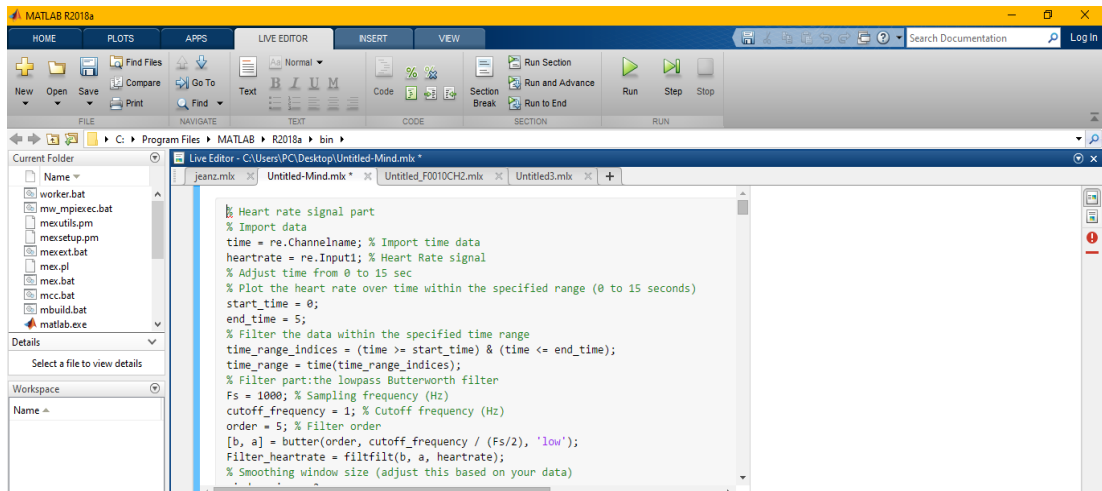 MATLAB R2018a
HOME PLOTS APPS LIVE EDITOR INSERT VIEW
Search Documentation Log In
New Open Save Find Files Compare Print
Go To Find
Text Normal B I U M
Code
Section Break Run Section Run and Advance Run to End
Run Step Stop
FILE NAVIGATE TEXT CODE SECTION RUN
C: Program Files MATLAB R2018a bin
Current Folder
Name
worker.bat
mw_mpiexec.bat
mexutils.pm
mexsetup.pm
mexext.bat
mex.pl
mex.bat
mcc.bat
mbuild.bat
matlab.exe
Details
Select a file to view details
Workspace
Name
Live Editor - C:\Users\PC\Desktop\Untitled-Mind.mlx *
jeanz.mlx Untitled-Mind.mlx * Untitled_F0010CH2.mlx Untitled3.mlx +
% Heart rate signal part
% Import data
time = re.Channelname; % Import time data
heartrate = re.Input1; % Heart Rate signal
% Adjust time from 0 to 15 sec
% Plot the heart rate over time within the specified range (0 to 15 seconds)
start_time = 0;
end_time = 5;
% Filter the data within the specified time range
time_range_indices = (time >= start_time) & (time <= end_time);
time_range = time(time_range_indices);
% Filter part:the lowpass Butterworth filter
Fs = 1000; % Sampling frequency (Hz)
cutoff_frequency = 1; % Cutoff frequency (Hz)
order = 5; % Filter order
[b, a] = butter(order, cutoff_frequency / (Fs/2), 'low');
Filter_heartrate = filtfilt(b, a, heartrate);
% Smoothing window size (adjust this based on your data)